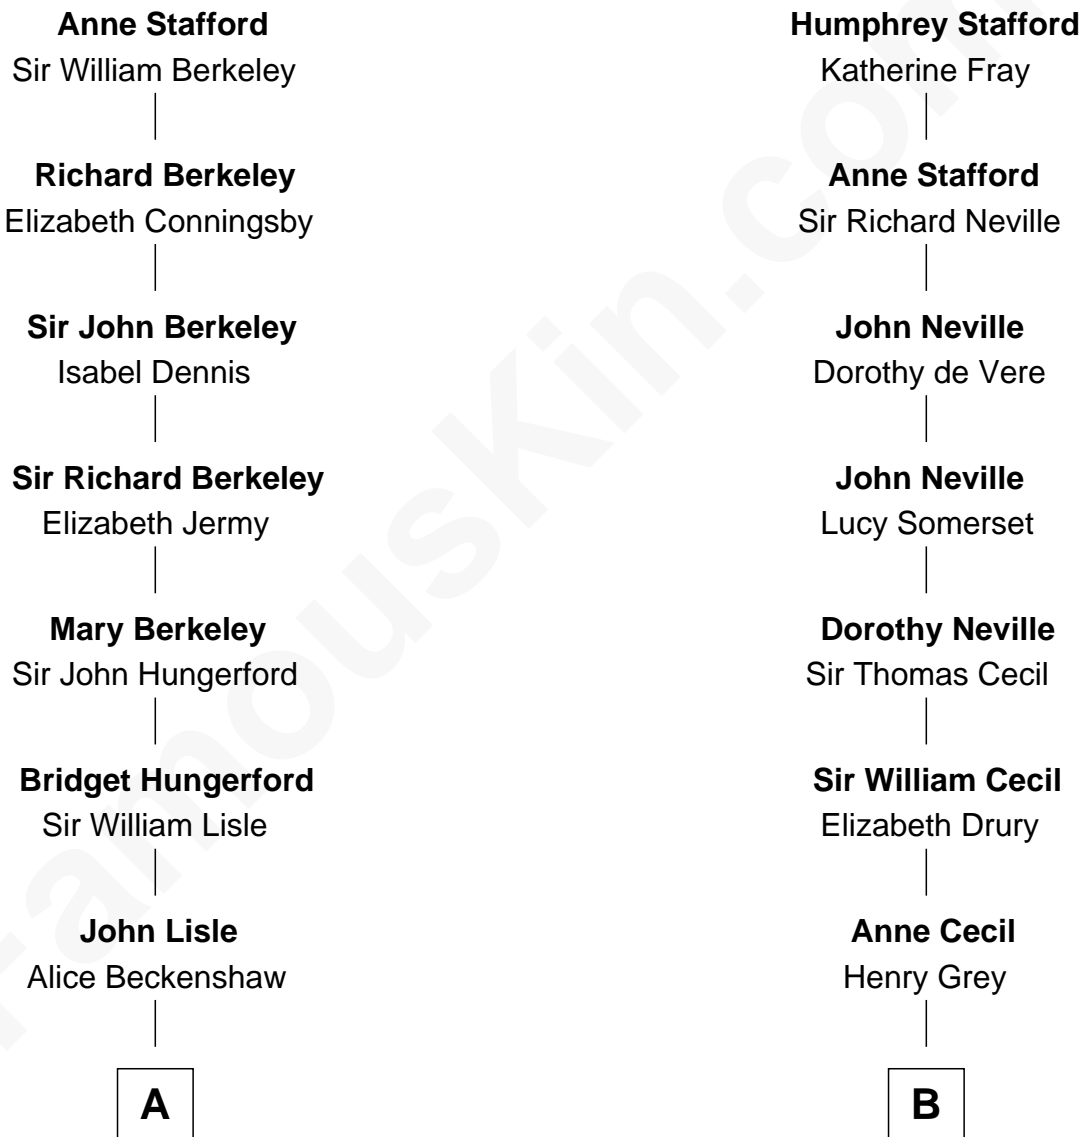 Anne Stafford
Sir William Berkeley
Richard Berkeley
Elizabeth Conningsby
Sir John Berkeley
Isabel Dennis
Sir Richard Berkeley
Elizabeth Jermy
Mary Berkeley
Sir John Hungerford
Bridget Hungerford
Sir William Lisle
John Lisle
Alice Beckenshaw
A
Humphrey Stafford
Katherine Fray
Anne Stafford
Sir Richard Neville
John Neville
Dorothy de Vere
John Neville
Lucy Somerset
Dorothy Neville
Sir Thomas Cecil
Sir William Cecil
Elizabeth Drury
Anne Cecil
Henry Grey
B
FamousKin.com